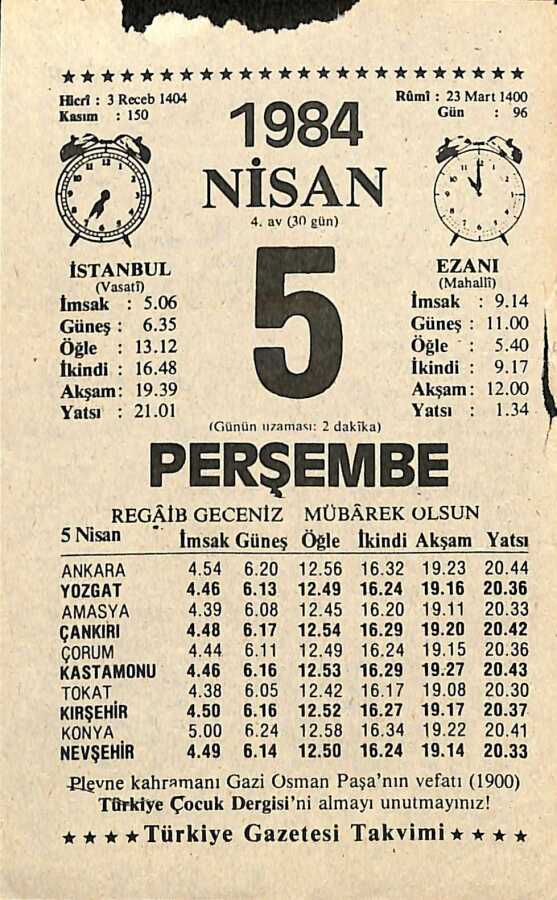 ★★★★★★★★★★★★★★★★★★★★★★★★
Hicrî : 3 Receb 1404
Kasım : 150
1984
Rûmî : 23 Mart 1400
Gün : 96
NİSAN
4. ay (30 gün)
5
İSTANBUL
(Vasatî)
İmsak : 5.06
Güneş : 6.35
Öğle : 13.12
İkindi : 16.48
Akşam : 19.39
Yatsı : 21.01
EZANI
(Mahallî)
İmsak : 9.14
Güneş : 11.00
Öğle : 5.40
İkindi : 9.17
Akşam : 12.00
Yatsı : 1.34
(Günün uzaması: 2 dakîka)
PERŞEMBE
REGÂİB GECENİZ MÜBÂREK OLSUN
5 Nisan İmsak Güneş Öğle İkindi Akşam Yatsı
ANKARA 4.54 6.20 12.56 16.32 19.23 20.44
YOZGAT 4.46 6.13 12.49 16.24 19.16 20.36
AMASYA 4.39 6.08 12.45 16.20 19.11 20.33
ÇANKIRI 4.48 6.17 12.54 16.29 19.20 20.42
ÇORUM 4.44 6.11 12.49 16.24 19.15 20.36
KASTAMONU 4.46 6.16 12.53 16.29 19.27 20.43
TOKAT 4.38 6.05 12.42 16.17 19.08 20.30
KIRŞEHİR 4.50 6.16 12.52 16.27 19.17 20.37
KONYA 5.00 6.24 12.58 16.34 19.22 20.41
NEVŞEHİR 4.49 6.14 12.50 16.24 19.14 20.33
Plevne kahramanı Gazi Osman Paşa'nın vefatı (1900)
Türkiye Çocuk Dergisi'ni almayı unutmayınız!
★★★★Türkiye Gazetesi Takvimi★★★★